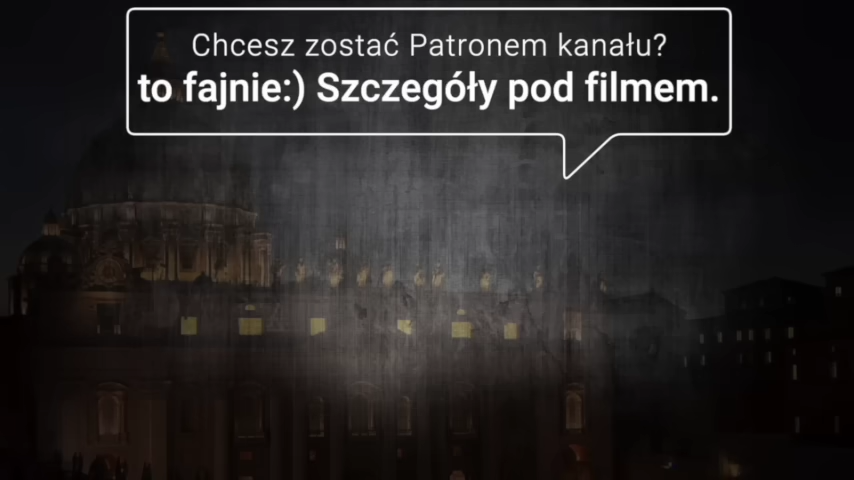 Chcesz zostać Patronem kanału?
to fajnie:) Szczegóły pod filmem.